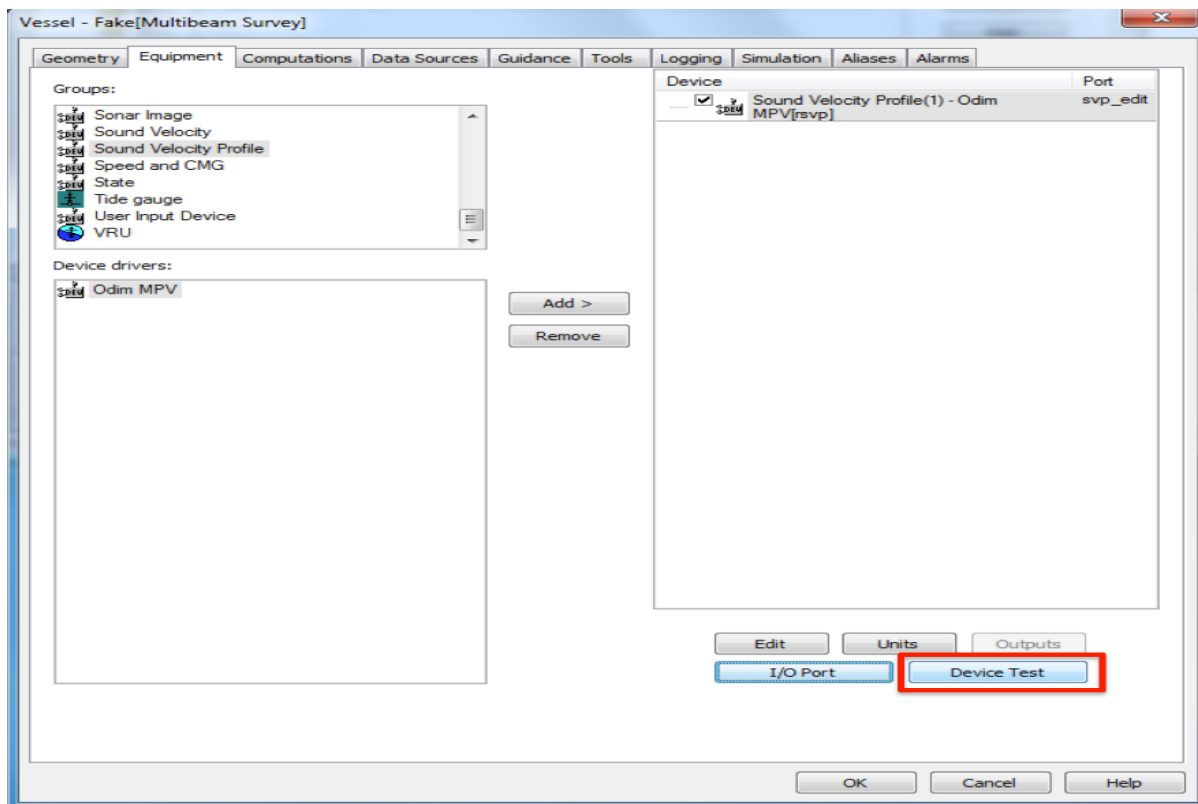 Vessel - Fake[Multibeam Survey]
Geometry Equipment Computations Data Sources Guidance Tools Logging Simulation Aliases Alarms
Groups:
Sonar Image
Sound Velocity
Sound Velocity Profile
Speed and CMG
State
Tide gauge
User Input Device
VRU
Device drivers:
Odim MPV
Add >
Remove
Device Port
Sound Velocity Profile(1) - Odim svp_edit
MPV[rsvp]
Edit Units Outputs
I/O Port Device Test
OK Cancel Help